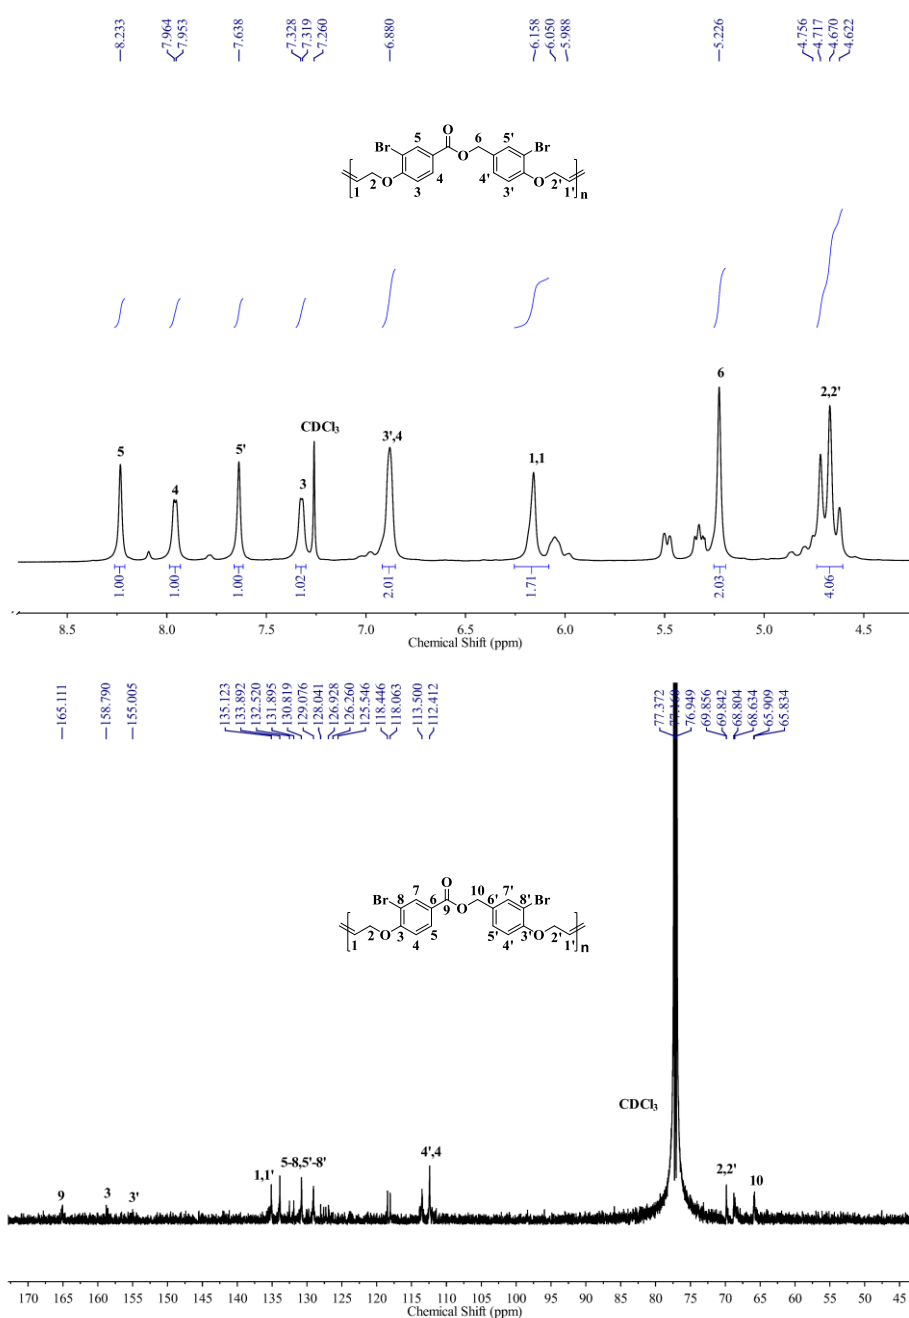 8.233 7.964 7.953 7.638 7.328 7.319 7.260 6.880 6.158 6.050 5.988 5.226 4.756 4.717 4.670 4.622
O
5 6 5'
Br Br
O
4 4'
1 2 O 3 3' O 2' 1' n
6
2,2'
CDCl3
5 5' 3',4
1,1
4 3
1.00 1.00 1.00 1.02 2.01 1.71 2.03 4.06
8.5 8.0 7.5 7.0 6.5 6.0 5.5 5.0 4.5
Chemical Shift (ppm)
165.111 158.790 155.005 135.123 133.892 132.520 131.895 130.819 129.076 128.041 126.928 126.260 125.546 118.446 118.063 113.500 112.412 77.372 77.160 76.949 69.856 69.842 68.804 68.634 65.909 65.834
O
7 10 7'
Br 8 6 9 O 6' 8' Br
1 2 O 3 4 5 5' 4' 3' O 2' 1' n
CDCl3
4',4
9 3 3' 1,1' 5-8,5'-8' 2,2' 10
170 165 160 155 150 145 140 135 130 125 120 115 110 105 100 95 90 85 80 75 70 65 60 55 50 45
Chemical Shift (ppm)